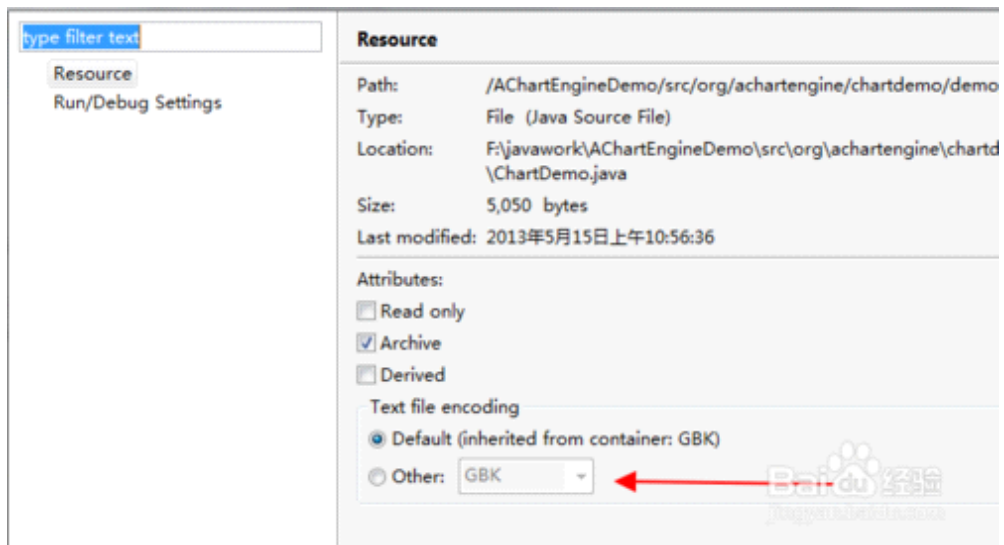 type filter text
Resource
Run/Debug Settings
Resource
Path: /AChartEngineDemo/src/org/achartengine/chartdemo/demo
Type: File (Java Source File)
Location: F:\javawork\AChartEngineDemo\src\org\achartengine\chartd
\ChartDemo.java
Size: 5,050 bytes
Last modified: 2013年5月15日上午10:56:36
Attributes:
Read only
Archive
Derived
Text file encoding
Default (inherited from container: GBK)
Other: GBK
Baidu 经验
jingyan.baidu.com